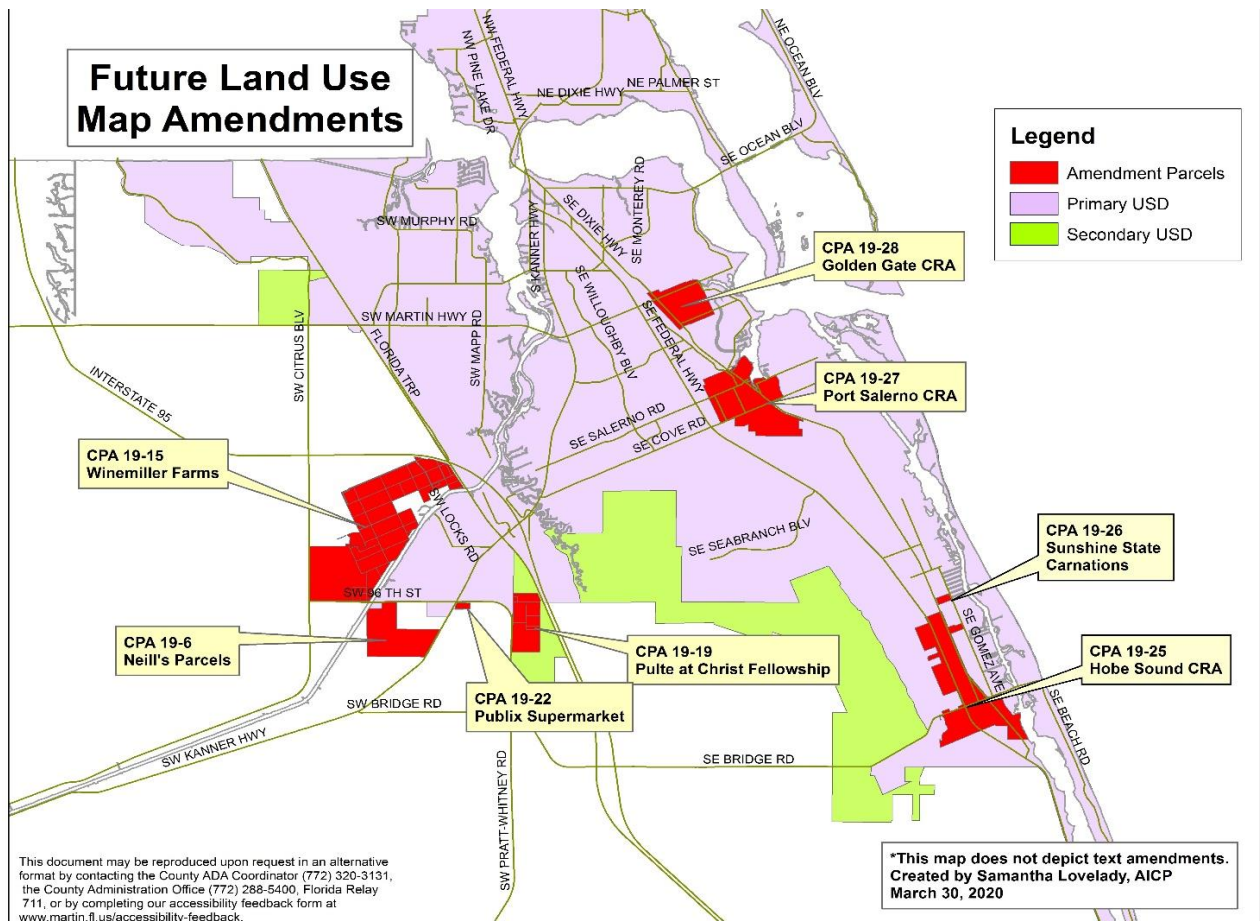 Future Land Use
Map Amendments
Legend
Amendment Parcels
Primary USD
Secondary USD
NW FEDERAL HWY
NW PINE LAKE DR
NE DIXIE HWY
NE PALMER ST
NE OCEAN BLV
SE OCEAN BLV
SW MURPHY RD
S KANNER HWY
SE DIXIE HWY
SE MONTEREY RD
CPA 19-28
Golden Gate CRA
SW CITRUS BLV
SW MARTIN HWY
FLORIDA TRP
SW MAPP RD
SE WILLOUGHBY BLV
SE FEDERAL HWY
INTERSTATE 95
CPA 19-27
Port Salerno CRA
SE SALERNO RD
SE COVE RD
CPA 19-15
Winemiller Farms
SW LOCKS RD
SE SEABRANCH BLV
CPA 19-26
Sunshine State
Carnations
SW 96 TH ST
CPA 19-6
Neill's Parcels
CPA 19-19
Pulte at Christ Fellowship
SE GOMEZ AVE
CPA 19-25
Hobe Sound CRA
CPA 19-22
Publix Supermarket
SW BRIDGE RD
SE BEACH RD
SW KANNER HWY
SW PRATT-WHITNEY RD
SE BRIDGE RD
This document may be reproduced upon request in an alternative
format by contacting the County ADA Coordinator (772) 320-3131,
the County Administration Office (772) 288-5400, Florida Relay
711, or by completing our accessibility feedback form at
www.martin.fl.us/accessibility-feedback.
*This map does not depict text amendments.
Created by Samantha Lovelady, AICP
March 30, 2020